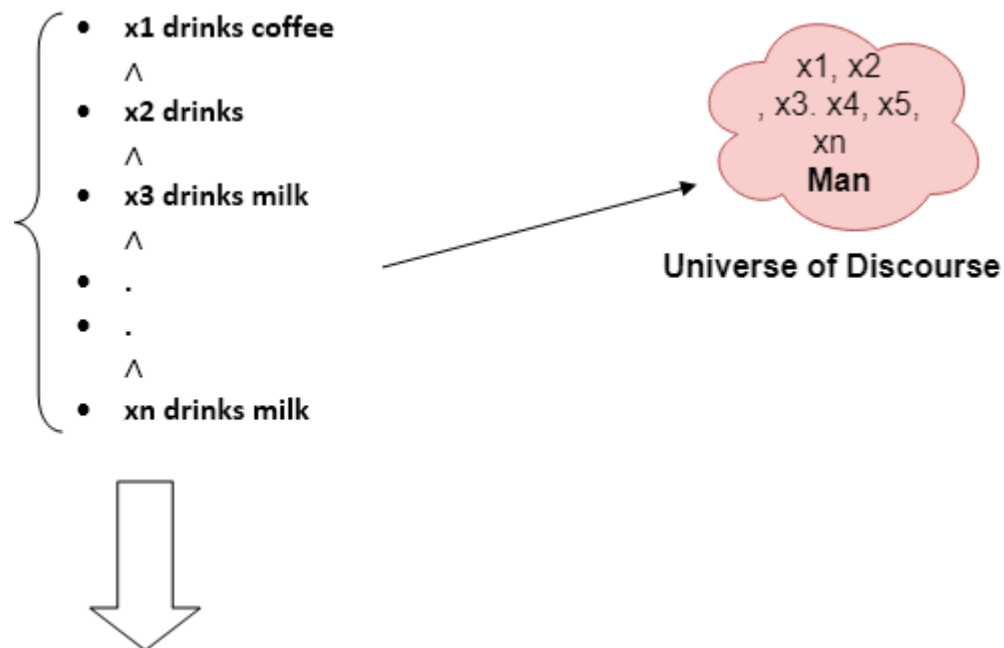 • x1 drinks coffee
∧
• x2 drinks
∧
• x3 drinks milk
∧
• .
• .
∧
• xn drinks milk
x1, x2
, x3. x4, x5,
xn
Man
Universe of Discourse